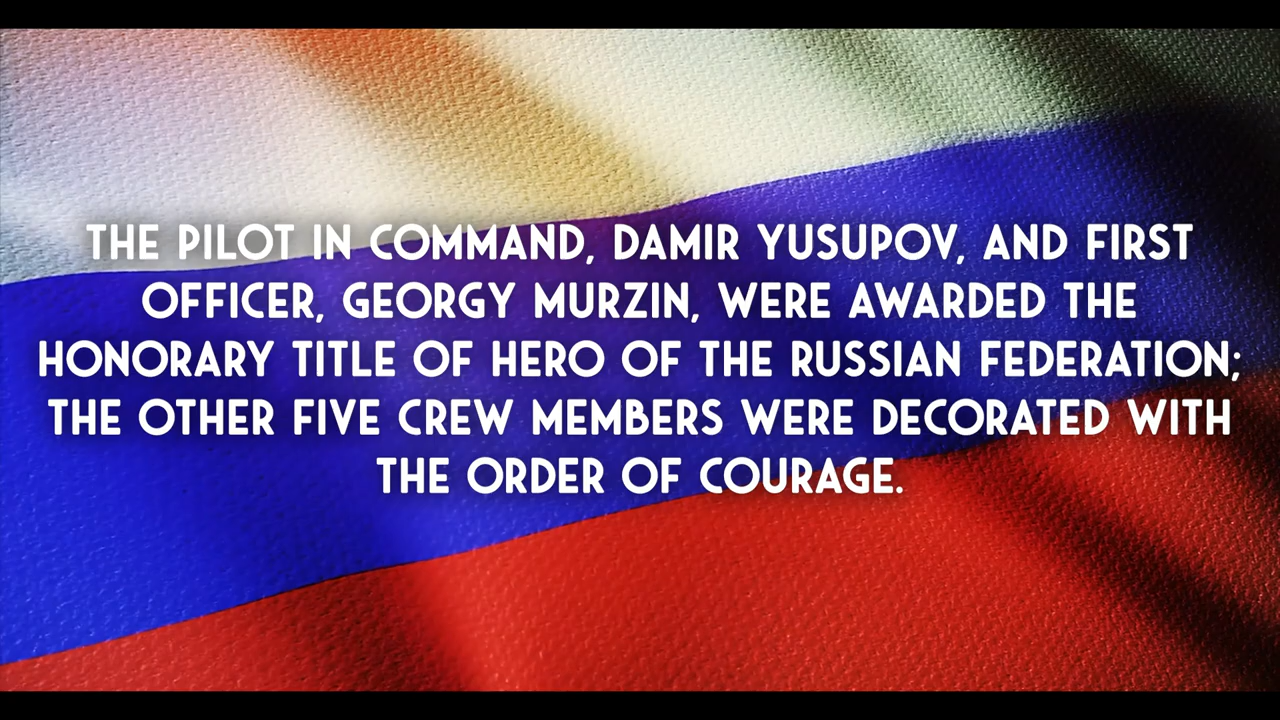 THE PILOT IN COMMAND, DAMIR YUSUPOV, AND FIRST
OFFICER, GEORGY MURZIN, WERE AWARDED THE
HONORARY TITLE OF HERO OF THE RUSSIAN FEDERATION;
THE OTHER FIVE CREW MEMBERS WERE DECORATED WITH
THE ORDER OF COURAGE.